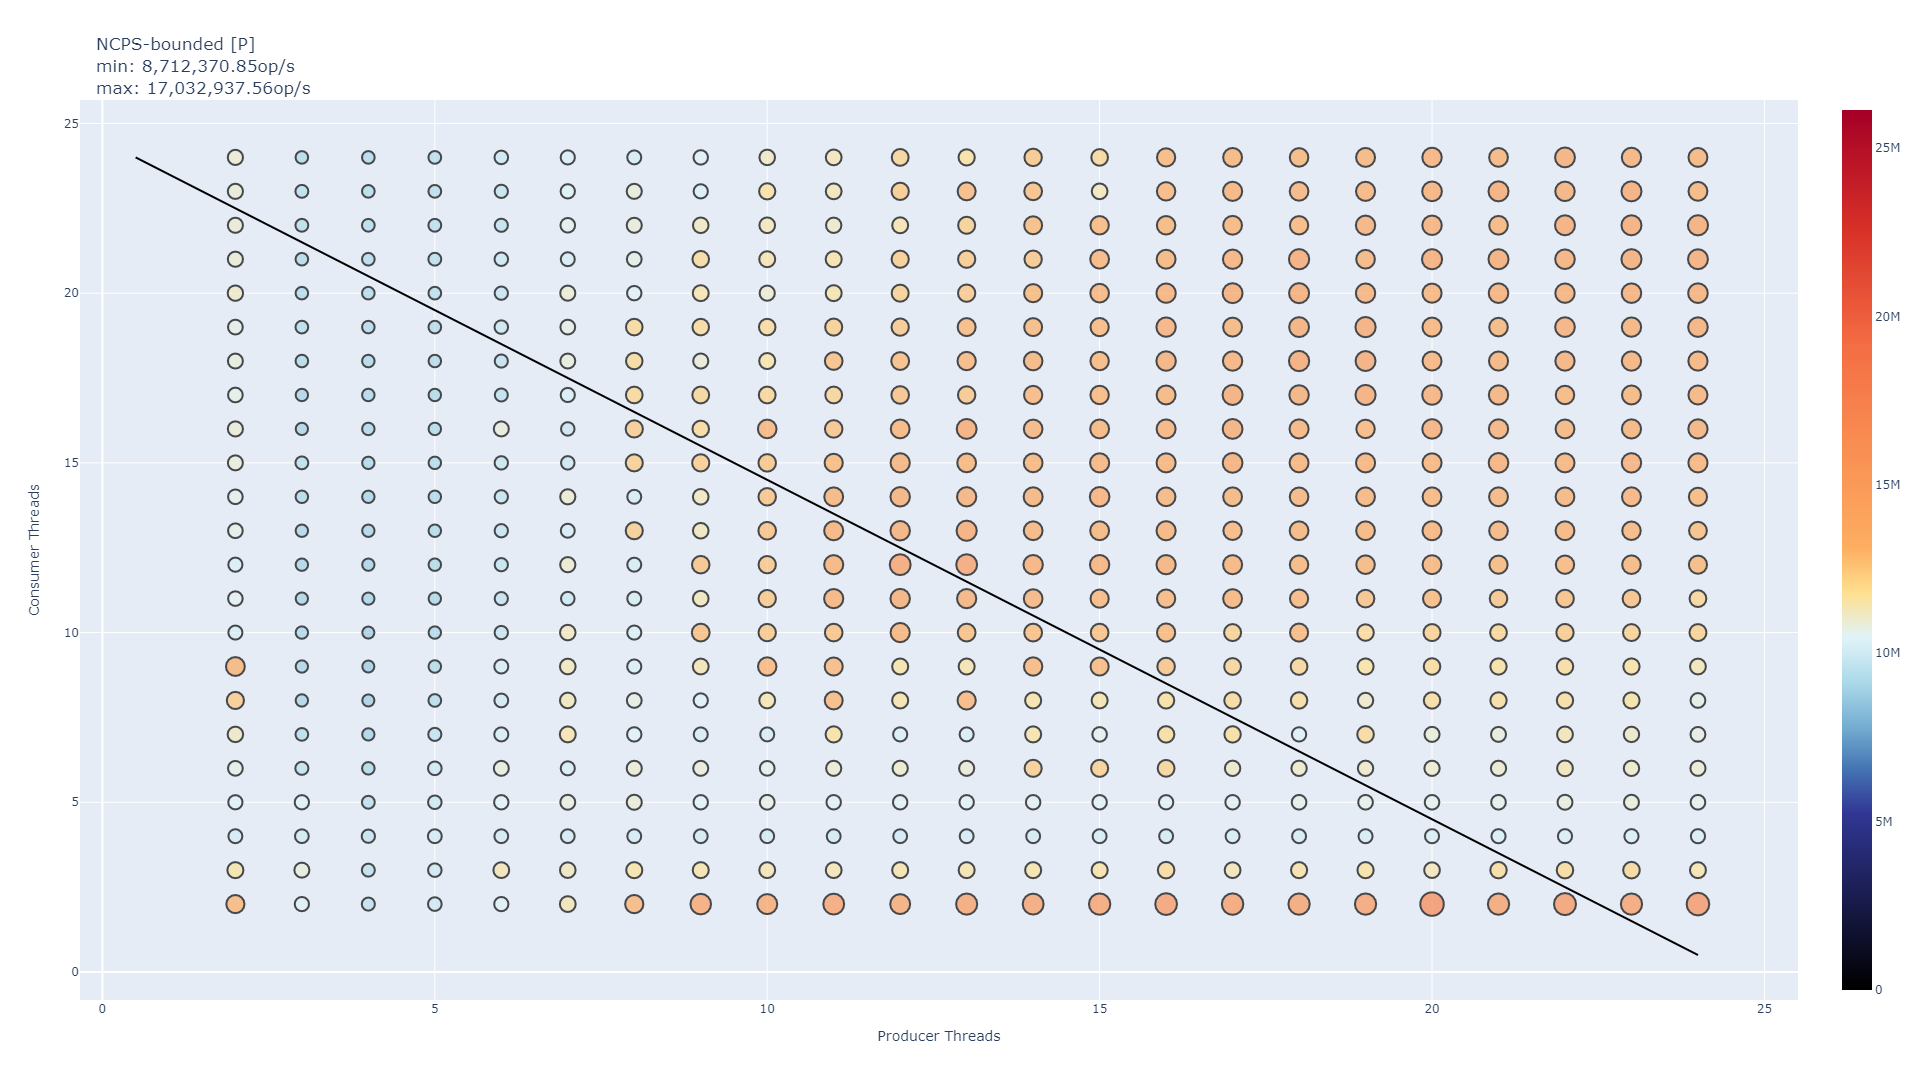 NCPS-bounded [P]
min: 8,712,370.85op/s
max: 17,032,937.56op/s
25
20
15
10
5
0
Consumer Threads
0
5
10
15
20
25
Producer Threads
25M
20M
15M
10M
5M
0